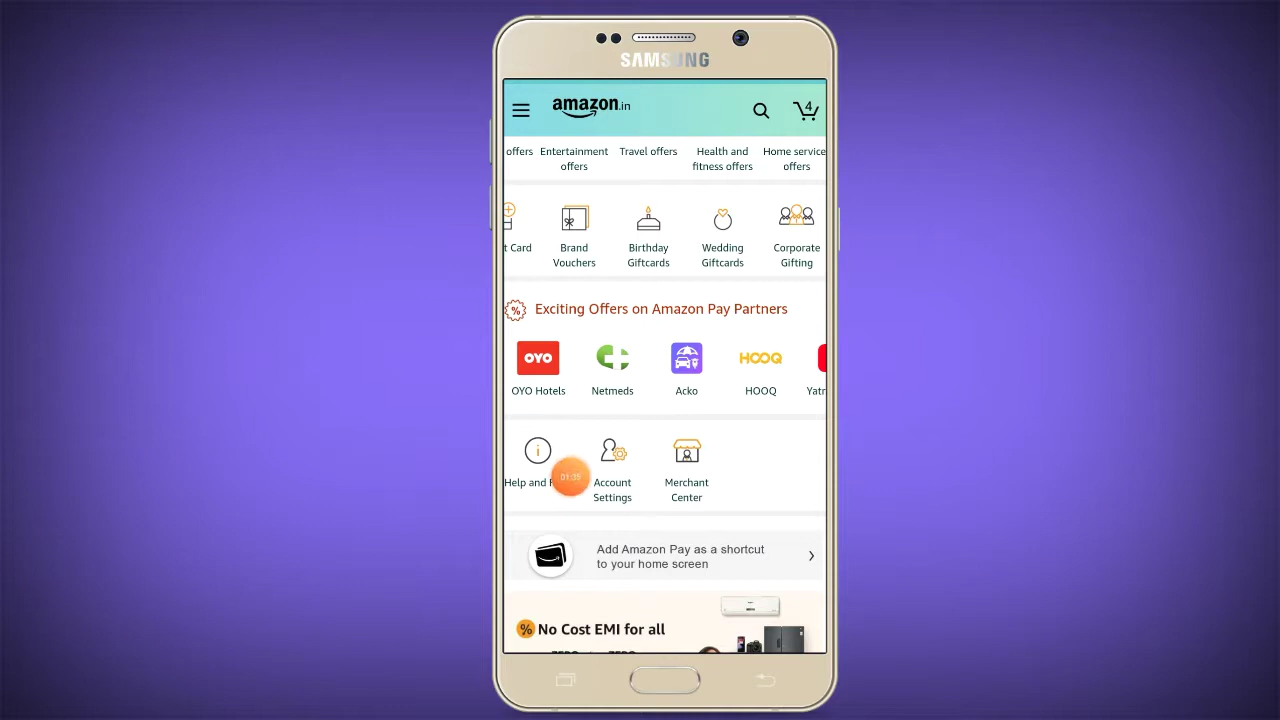 SAMSUNG
amazon.in
4
offers
Entertainment
offers
Travel offers
Health and
fitness offers
Home service
offers
t Card
Brand
Vouchers
Birthday
Giftcards
Wedding
Giftcards
Corporate
Gifting
% Exciting Offers on Amazon Pay Partners
OYO
HOOQ
OYO Hotels
Netmeds
Acko
HOOQ
Yatr
i
Help and
01:35
Account
Settings
Merchant
Center
Add Amazon Pay as a shortcut
to your home screen
% No Cost EMI for all